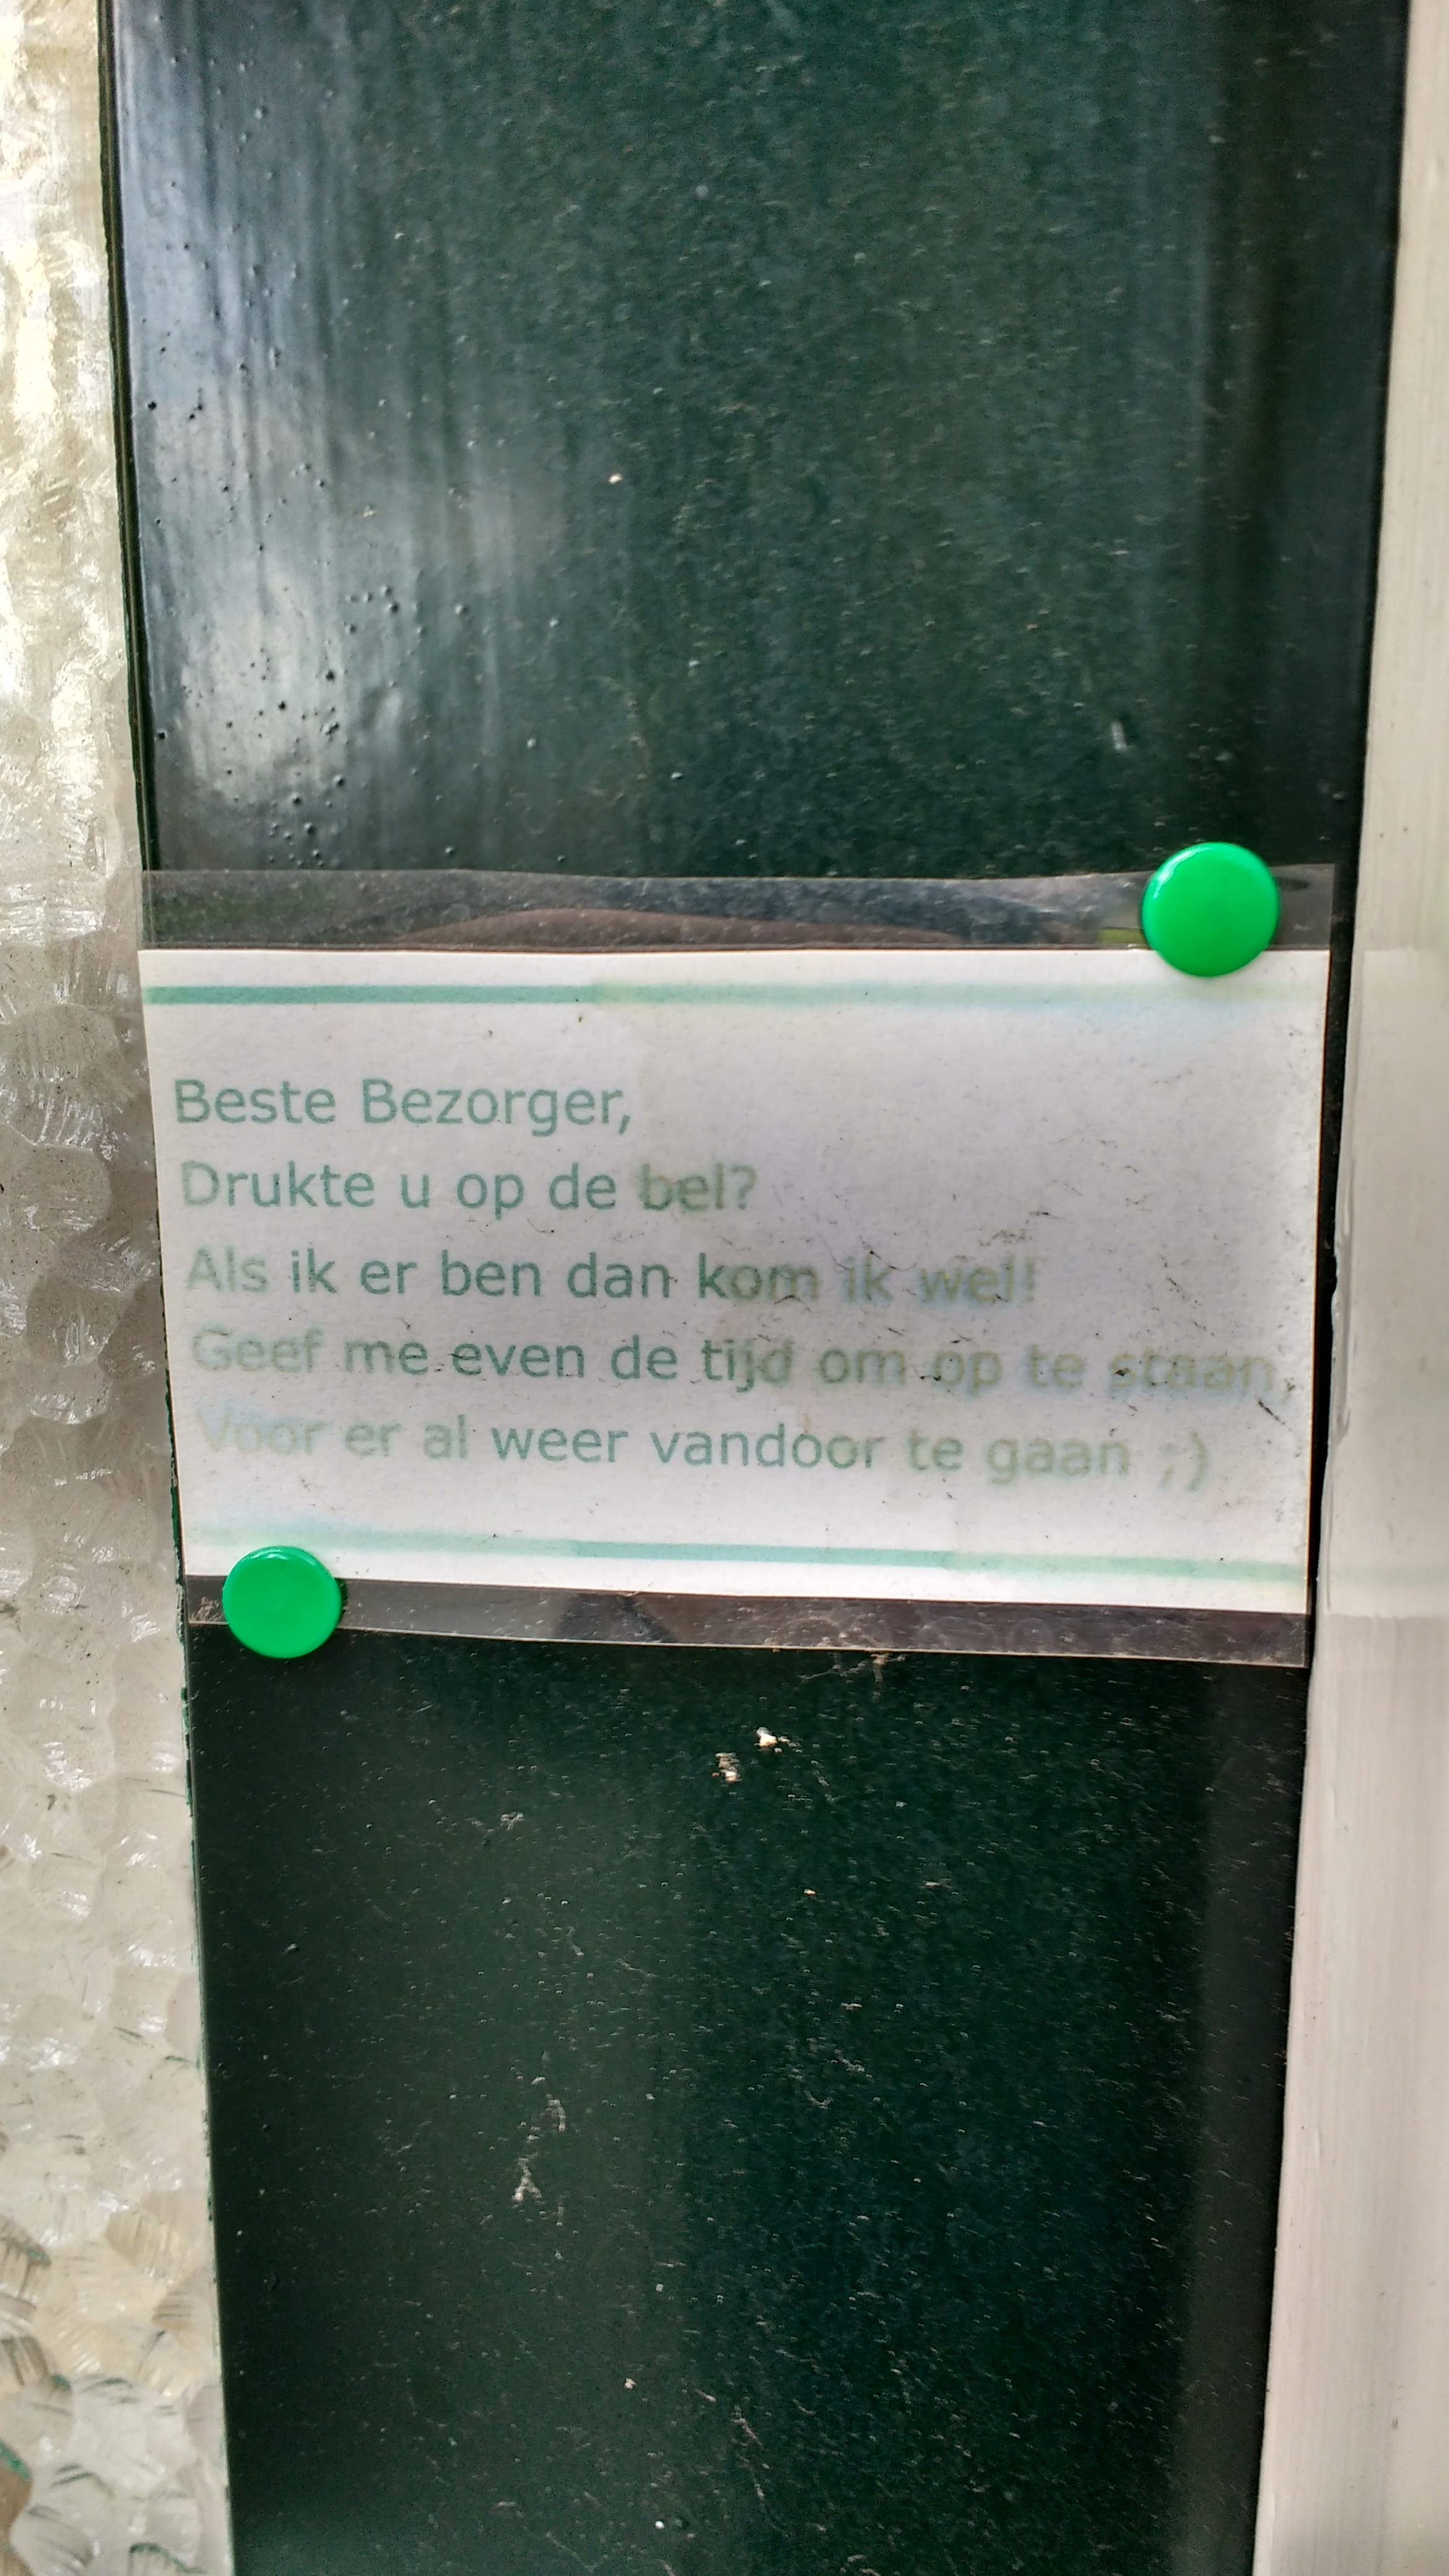 Beste Bezorger,
Drukte u op de bel?
Als ik er ben dan kom ik wel!
Geef me even de tijd om op te staan,
Voor er al weer vandoor te gaan ;)